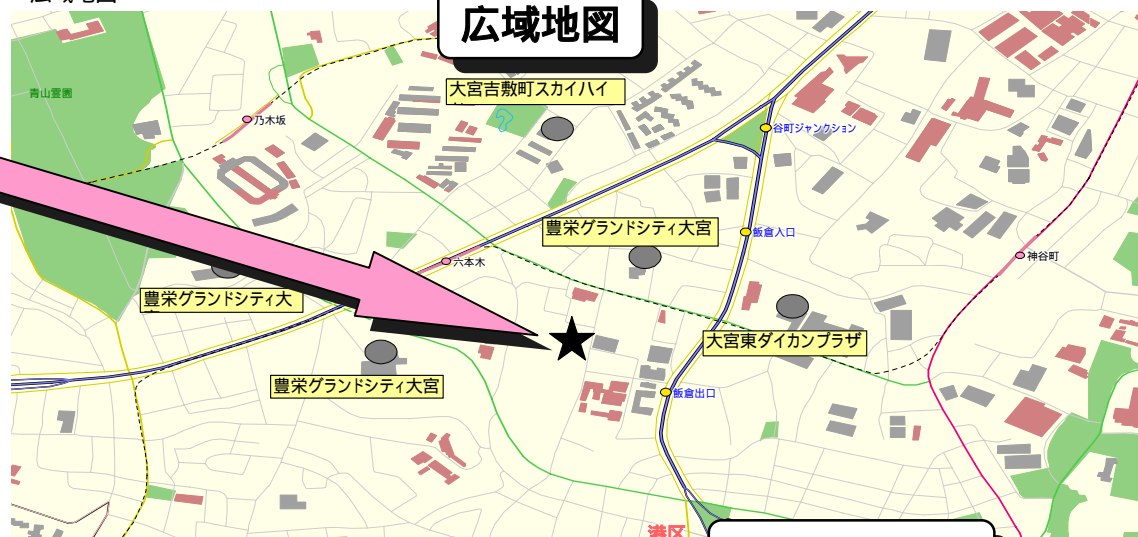 広域地図
大宮吉敷町スカイハイ
青山霊園
乃木坂
谷町ジャンクション
豊栄グランドシティ大宮
飯倉入口
六本木
神谷町
豊栄グランドシティ大
大宮東ダイカンプラザ
豊栄グランドシティ大宮
飯倉出口
港区